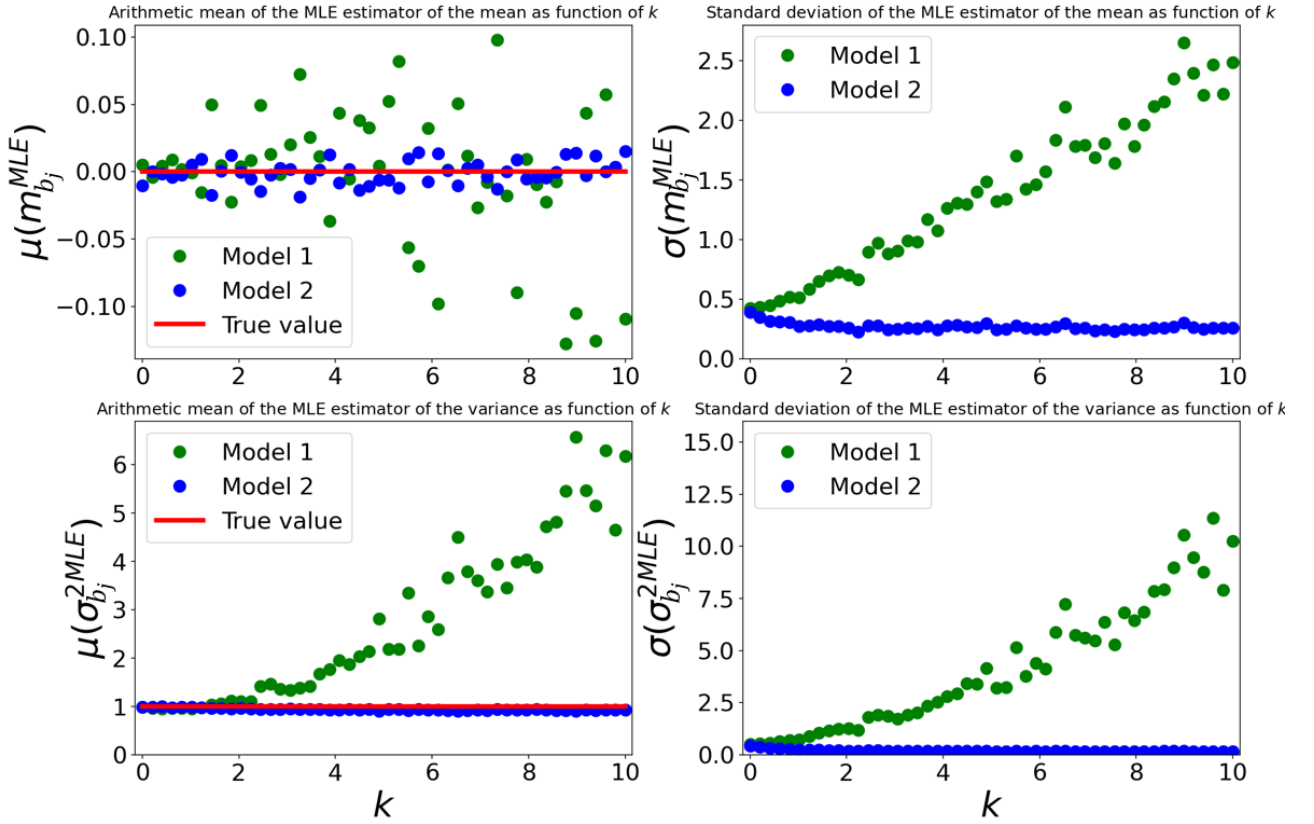 Arithmetic mean of the MLE estimator of the mean as function of k
μ(m_{b_j}^{MLE})
0.10
0.05
0.00
−0.05
−0.10
Model 1
Model 2
True value
0 2 4 6 8 10
Standard deviation of the MLE estimator of the mean as function of k
σ(m_{b_j}^{MLE})
2.5
2.0
1.5
1.0
0.5
0.0
Model 1
Model 2
0 2 4 6 8 10
Arithmetic mean of the MLE estimator of the variance as function of k
μ(σ_{b_j}^{2MLE})
6
5
4
3
2
1
0
Model 1
Model 2
True value
0 2 4 6 8 10
k
Standard deviation of the MLE estimator of the variance as function of k
σ(σ_{b_j}^{2MLE})
15.0
12.5
10.0
7.5
5.0
2.5
0.0
Model 1
Model 2
0 2 4 6 8 10
k